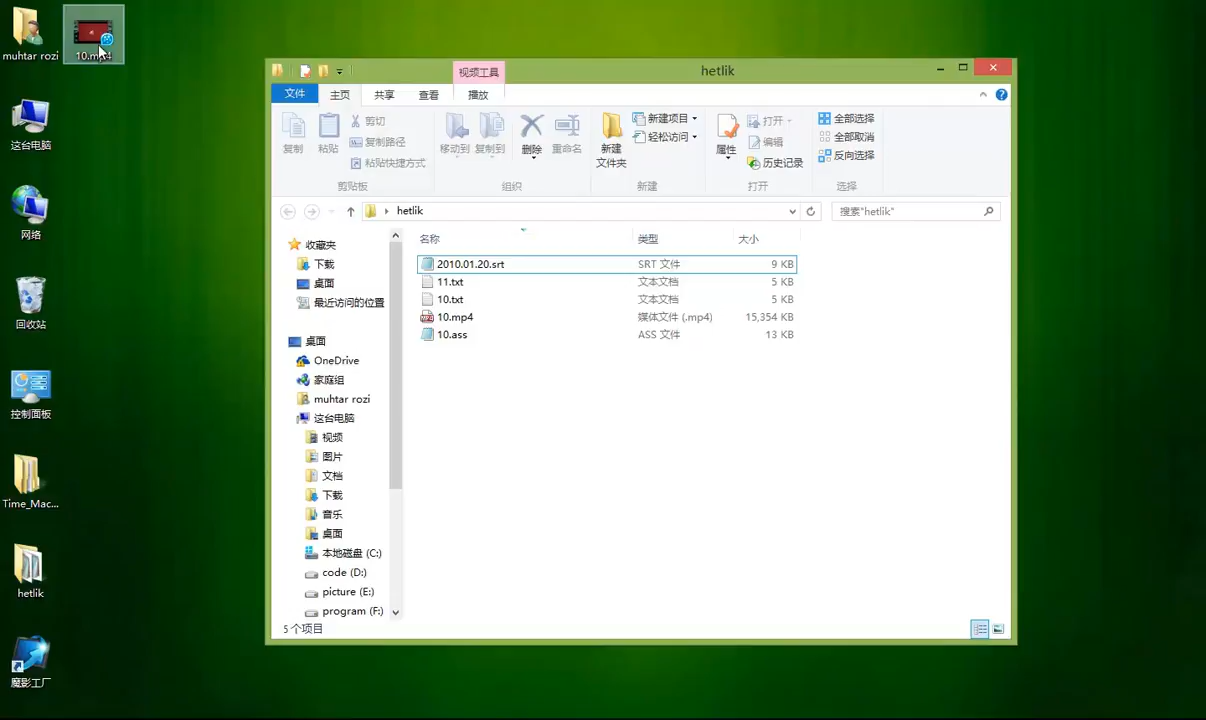 muhtar rozi
10.mp4
这台电脑
网络
回收站
控制面板
Time_Mac...
hetlik
魔影工厂
视频工具
hetlik
文件
主页
共享
查看
播放
复制
粘贴
剪切
复制路径
粘贴快捷方式
剪贴板
移动到
复制到
删除
重命名
组织
新建
文件夹
新建项目
轻松访问
新建
属性
打开
编辑
历史记录
打开
全部选择
全部取消
反向选择
选择
hetlik
搜索"hetlik"
收藏夹
下载
桌面
最近访问的位置
桌面
OneDrive
家庭组
muhtar rozi
这台电脑
视频
图片
文档
下载
音乐
桌面
本地磁盘 (C:)
code (D:)
picture (E:)
program (F:)
名称 类型 大小
2010.01.20.srt SRT 文件 9 KB
11.txt 文本文档 5 KB
10.txt 文本文档 5 KB
10.mp4 媒体文件 (.mp4) 15,354 KB
10.ass ASS 文件 13 KB
5 个项目